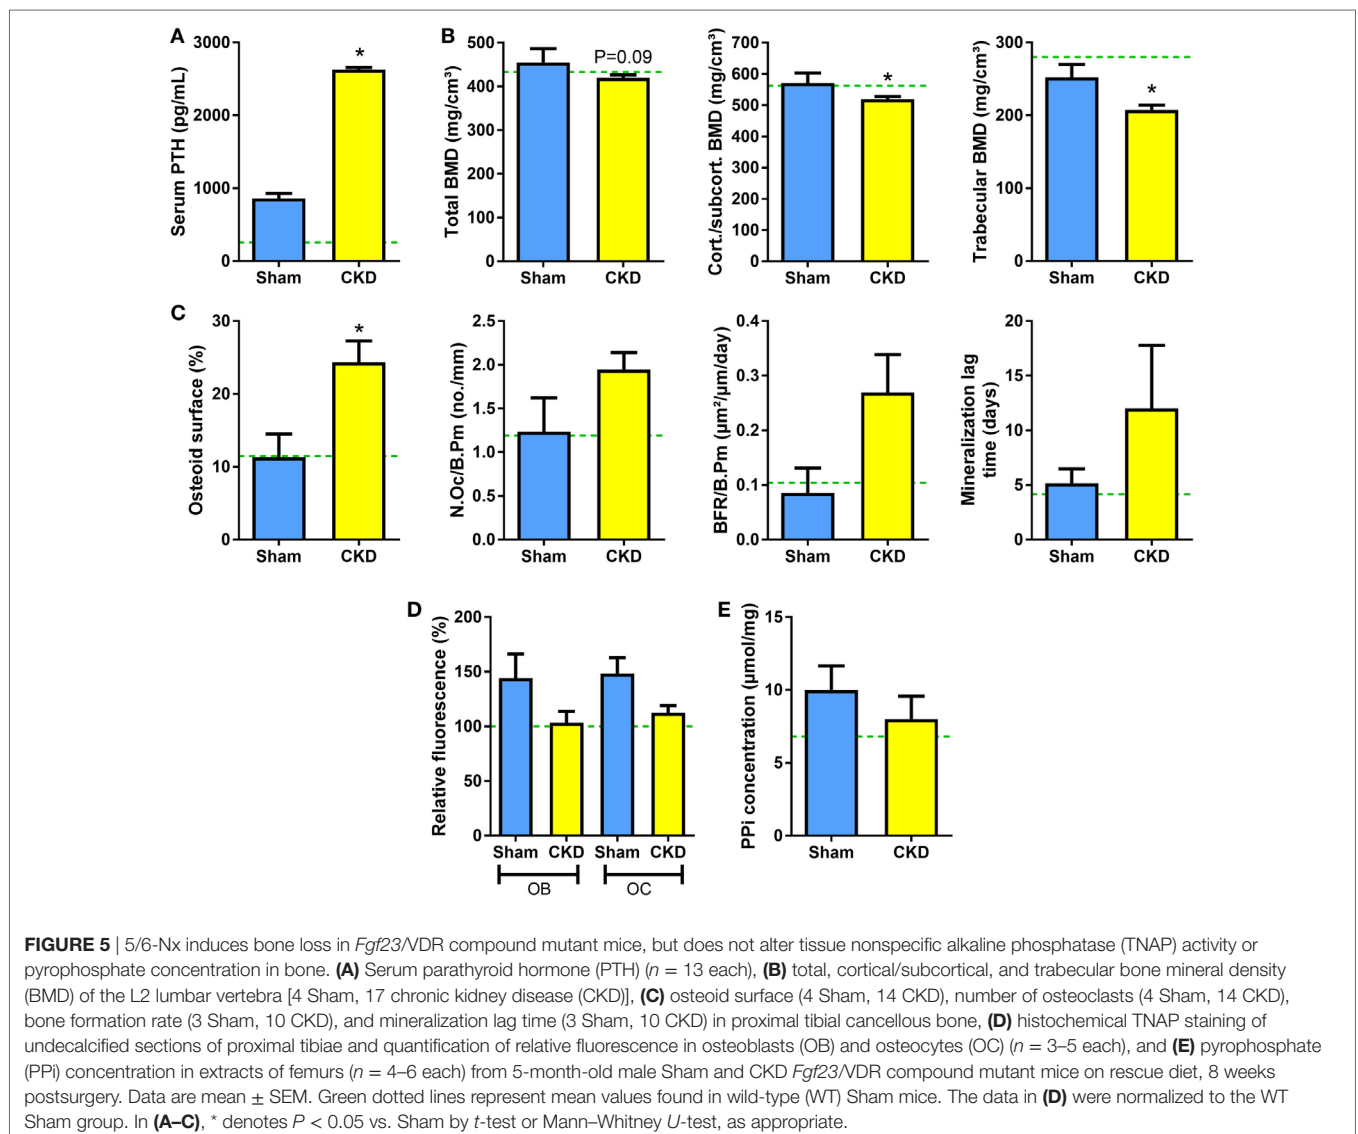 A
Serum PTH (pg/mL)
3000
2000
1000
0
*
Sham
CKD
B
Total BMD (mg/cm³)
500
400
300
200
100
0
P=0.09
Sham
CKD
Cort./subcort. BMD (mg/cm³)
700
600
500
400
300
200
100
0
*
Sham
CKD
Trabecular BMD (mg/cm³)
300
200
100
0
*
Sham
CKD
C
Osteoid surface (%)
30
20
10
0
*
Sham
CKD
N.Oc/B.Pm (no./mm)
2.5
2.0
1.5
1.0
0.5
0.0
Sham
CKD
BFR/B.Pm (µm²/µm/day)
0.4
0.3
0.2
0.1
0.0
Sham
CKD
Mineralization lag
time (days)
20
15
10
5
0
Sham
CKD
D
Relative fluorescence (%)
200
150
100
50
0
Sham CKD Sham CKD
OB
OC
E
PPi concentration (µmol/mg)
15
10
5
0
Sham
CKD
FIGURE 5 | 5/6-Nx induces bone loss in Fgf23/VDR compound mutant mice, but does not alter tissue nonspecific alkaline phosphatase (TNAP) activity or
pyrophosphate concentration in bone. (A) Serum parathyroid hormone (PTH) (n = 13 each), (B) total, cortical/subcortical, and trabecular bone mineral density
(BMD) of the L2 lumbar vertebra [4 Sham, 17 chronic kidney disease (CKD)], (C) osteoid surface (4 Sham, 14 CKD), number of osteoclasts (4 Sham, 14 CKD),
bone formation rate (3 Sham, 10 CKD), and mineralization lag time (3 Sham, 10 CKD) in proximal tibial cancellous bone, (D) histochemical TNAP staining of
undecalcified sections of proximal tibiae and quantification of relative fluorescence in osteoblasts (OB) and osteocytes (OC) (n = 3–5 each), and (E) pyrophosphate
(PPi) concentration in extracts of femurs (n = 4–6 each) from 5-month-old male Sham and CKD Fgf23/VDR compound mutant mice on rescue diet, 8 weeks
postsurgery. Data are mean ± SEM. Green dotted lines represent mean values found in wild-type (WT) Sham mice. The data in (D) were normalized to the WT
Sham group. In (A–C), * denotes P < 0.05 vs. Sham by t-test or Mann–Whitney U-test, as appropriate.